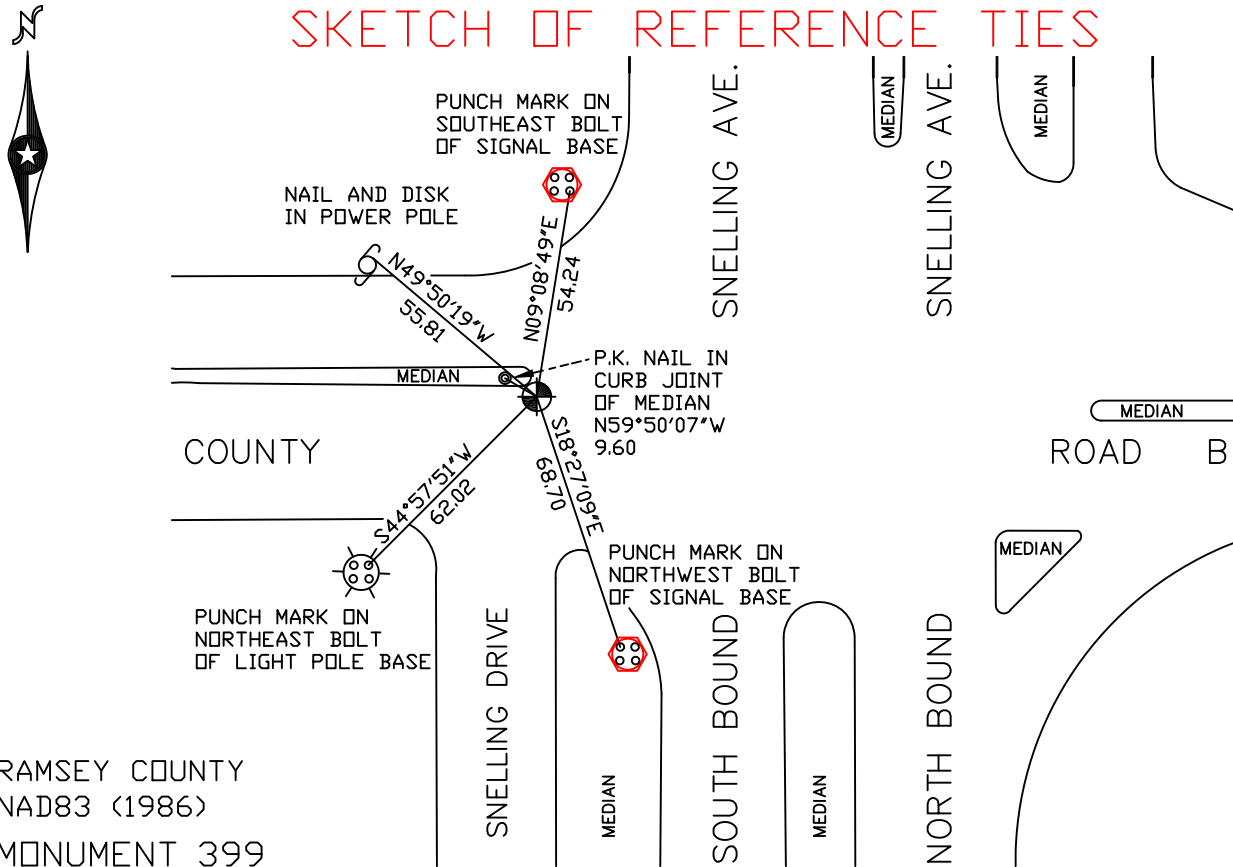 N
SKETCH OF REFERENCE TIES
PUNCH MARK ON
SOUTHEAST BOLT
OF SIGNAL BASE
SNELLING AVE.
MEDIAN
SNELLING AVE.
MEDIAN
NAIL AND DISK
IN POWER POLE
N49°50'19"W
55.81
N09°08'49"E
54.24
P.K. NAIL IN
CURB JOINT
OF MEDIAN
N59°50'07"W
9.60
MEDIAN
MEDIAN
COUNTY
ROAD B
S44°57'51"W
62.02
S18°27'09"E
68.70
MEDIAN
PUNCH MARK ON
NORTHWEST BOLT
OF SIGNAL BASE
PUNCH MARK ON
NORTHEAST BOLT
OF LIGHT POLE BASE
SNELLING DRIVE
MEDIAN
SOUTH BOUND
MEDIAN
NORTH BOUND
RAMSEY COUNTY
NAD83 (1986)
MONUMENT 399